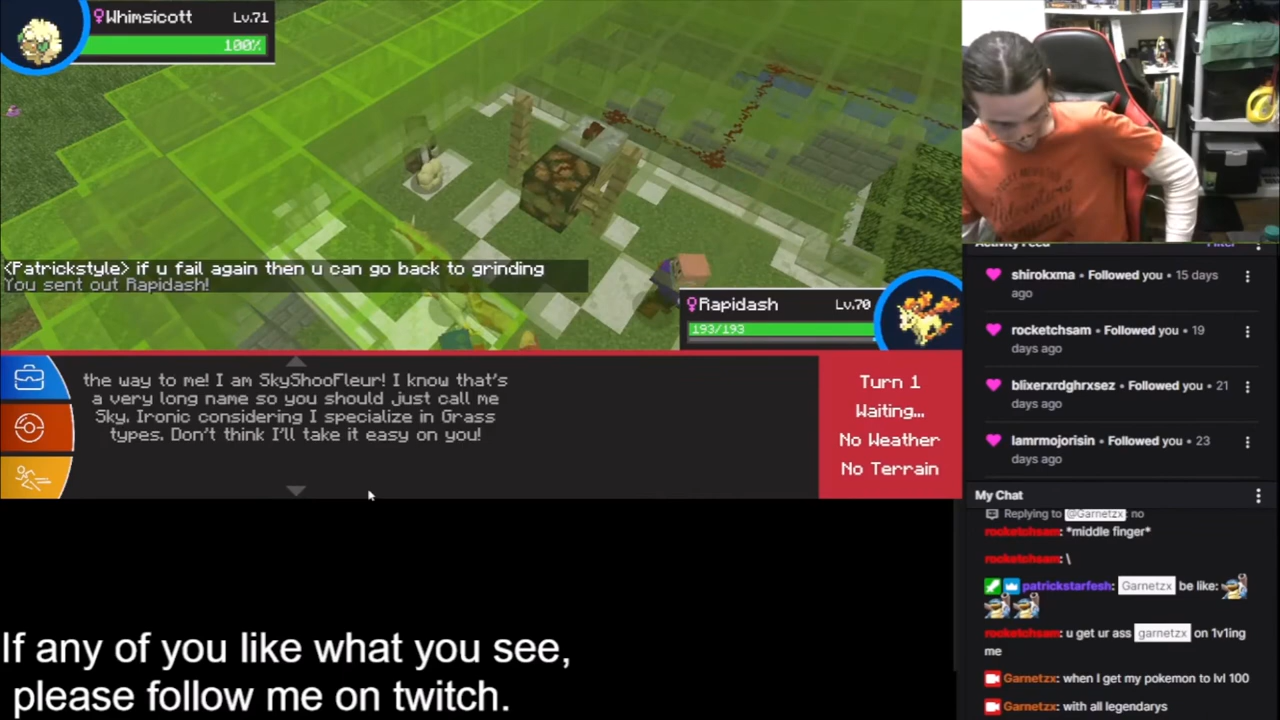 ♀Whimsicott Lv.71
100%
<Patrickstyle> if u fail again then u can go back to grinding
You sent out Rapidash!
♀Rapidash Lv.70
193/193
the way to me! I am SkyShooFleur! I know that's
a very long name so you should just call me
Sky. Ironic considering I specialize in Grass
types. Don't think I'll take it easy on you!
Turn 1
Waiting...
No Weather
No Terrain
If any of you like what you see,
please follow me on twitch.
Activity Feed Filter
shirokxma • Followed you • 15 days
ago
rocketchsam • Followed you • 19
days ago
blixerxrdghrxsez • Followed you • 21
days ago
Iamrmojorisin • Followed you • 23
days ago
My Chat
Replying to @Garnetzx: no
rocketchsam: *middle finger*
rocketchsam: \
patrickstarfesh: Garnetzx be like:
rocketchsam: u get ur ass garnetzx on 1v1ing
me
Garnetzx: when I get my pokemon to lvl 100
Garnetzx: with all legendarys